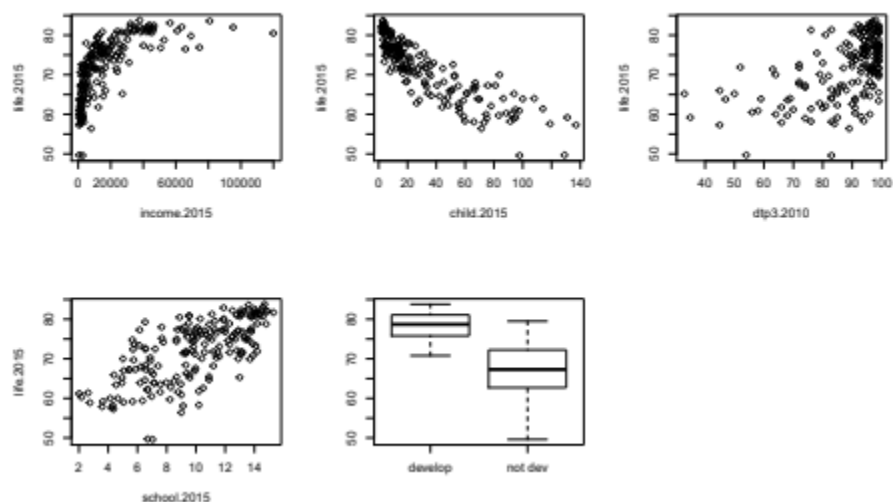 life.2015
50 60 70 80
0 20000 60000 100000
income.2015
life.2015
50 60 70 80
0 20 40 60 80 100 140
child.2015
life.2015
50 60 70 80
40 50 60 70 80 90 100
dtp3.2010
life.2015
50 60 70 80
2 4 6 8 10 12 14
school.2015
50 60 70 80
develop not dev